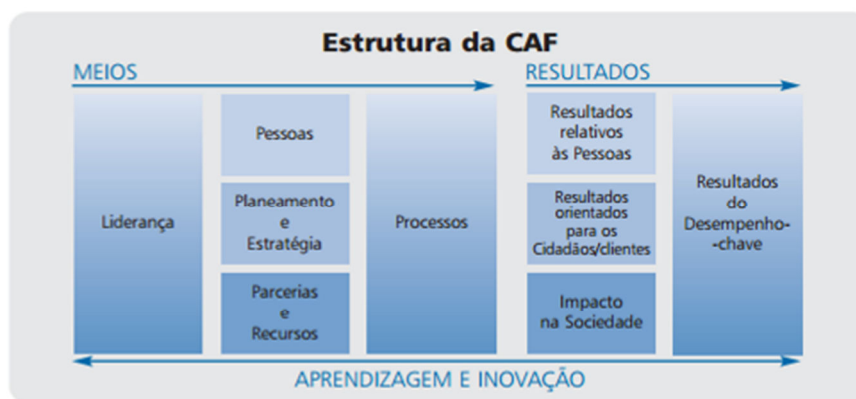 Estrutura da CAF
MEIOS
RESULTADOS
Liderança
Pessoas
Planeamento
e
Estratégia
Parcerias
e
Recursos
Processos
Resultados
relativos
às Pessoas
Resultados
orientados
para os
Cidadãos/clientes
Impacto
na Sociedade
Resultados
do
Desempenho-
-chave
APRENDIZAGEM E INOVAÇÃO